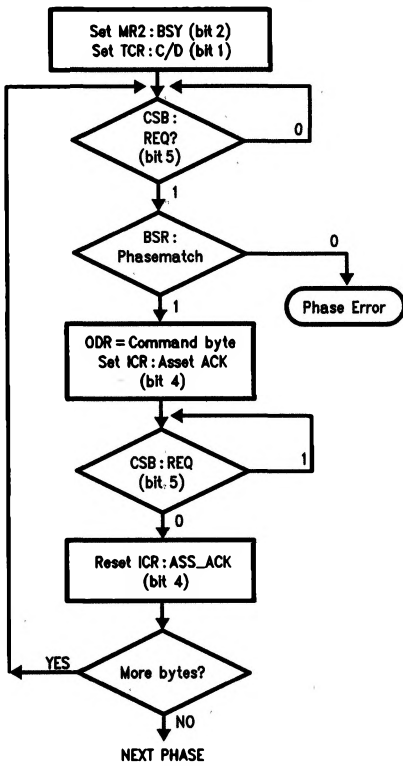 Set MR2:BSY (bit 2)
Set TCR:C/D (bit 1)
CSB:
REQ?
(bit 5)
0
1
BSR:
Phasematch
0
Phase Error
1
ODR = Command byte
Set ICR: Asset ACK
(bit 4)
CSB:REQ
(bit 5)
1
0
Reset ICR:ASS_ACK
(bit 4)
YES
More bytes?
NO
NEXT PHASE